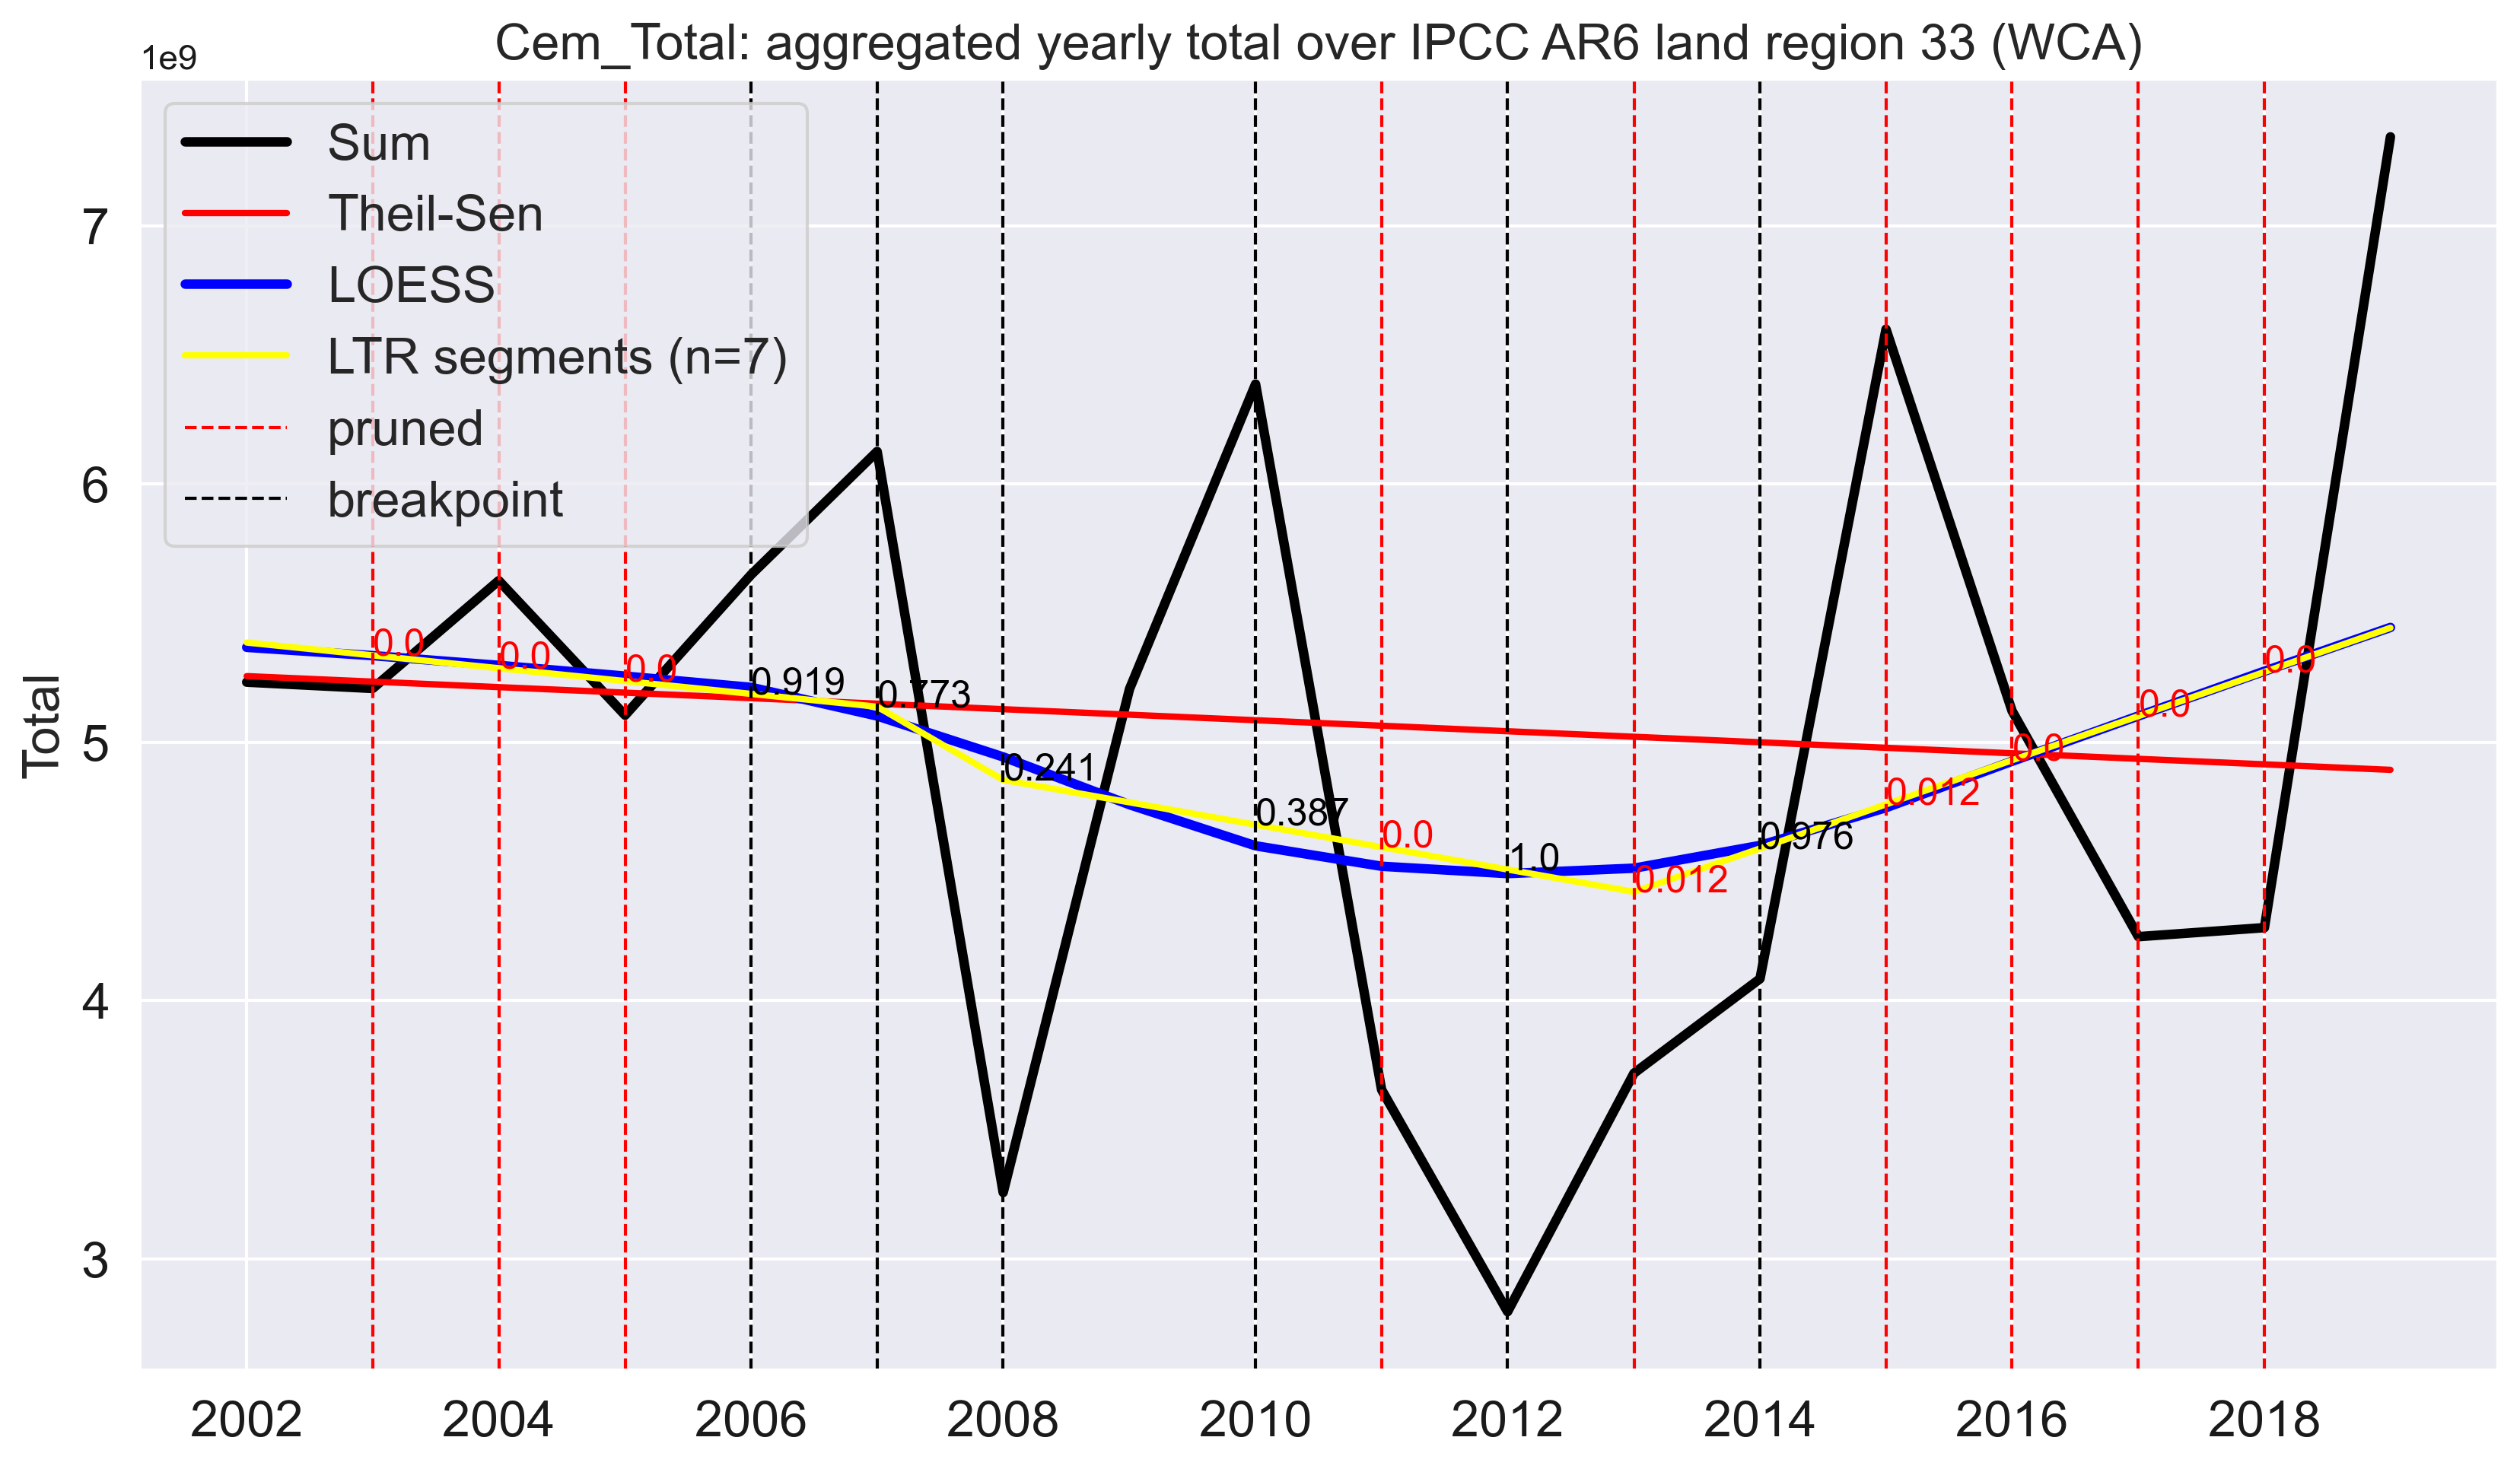 Cem_Total: aggregated yearly total over IPCC AR6 land region 33 (WCA)
1e9
Sum
Theil-Sen
LOESS
LTR segments (n=7)
pruned
breakpoint
Total
7
6
5
4
3
0.0
0.0
0.0
0.919
0.773
0.241
0.387
0.0
1.0
0.012
0.976
0.012
0.0
0.0
0.0
2002 2004 2006 2008 2010 2012 2014 2016 2018